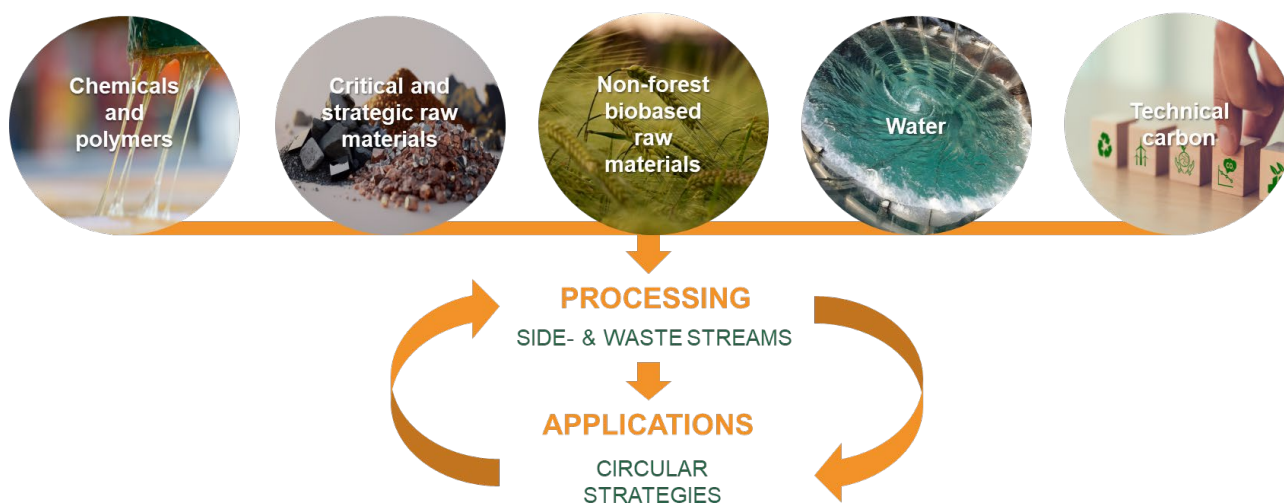 Chemicals
and
polymers
Critical and
strategic raw
materials
Non-forest
biobased
raw
materials
Water
Technical
carbon
PROCESSING
SIDE- & WASTE STREAMS
APPLICATIONS
CIRCULAR
STRATEGIES